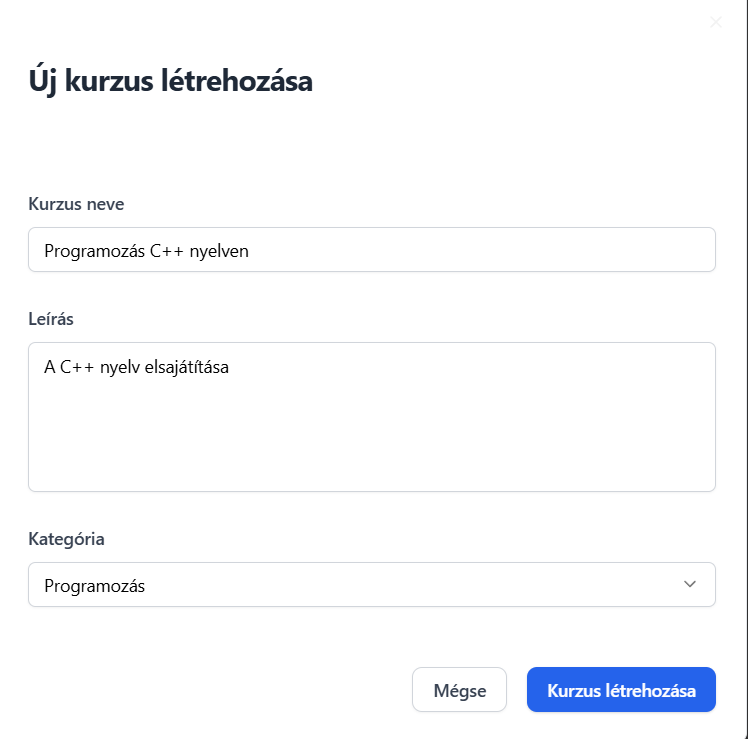 Új kurzus létrehozása
Kurzus neve
Programozás C++ nyelven
Leírás
A C++ nyelv elsajátítása
Kategória
Programozás
Mégse
Kurzus létrehozása